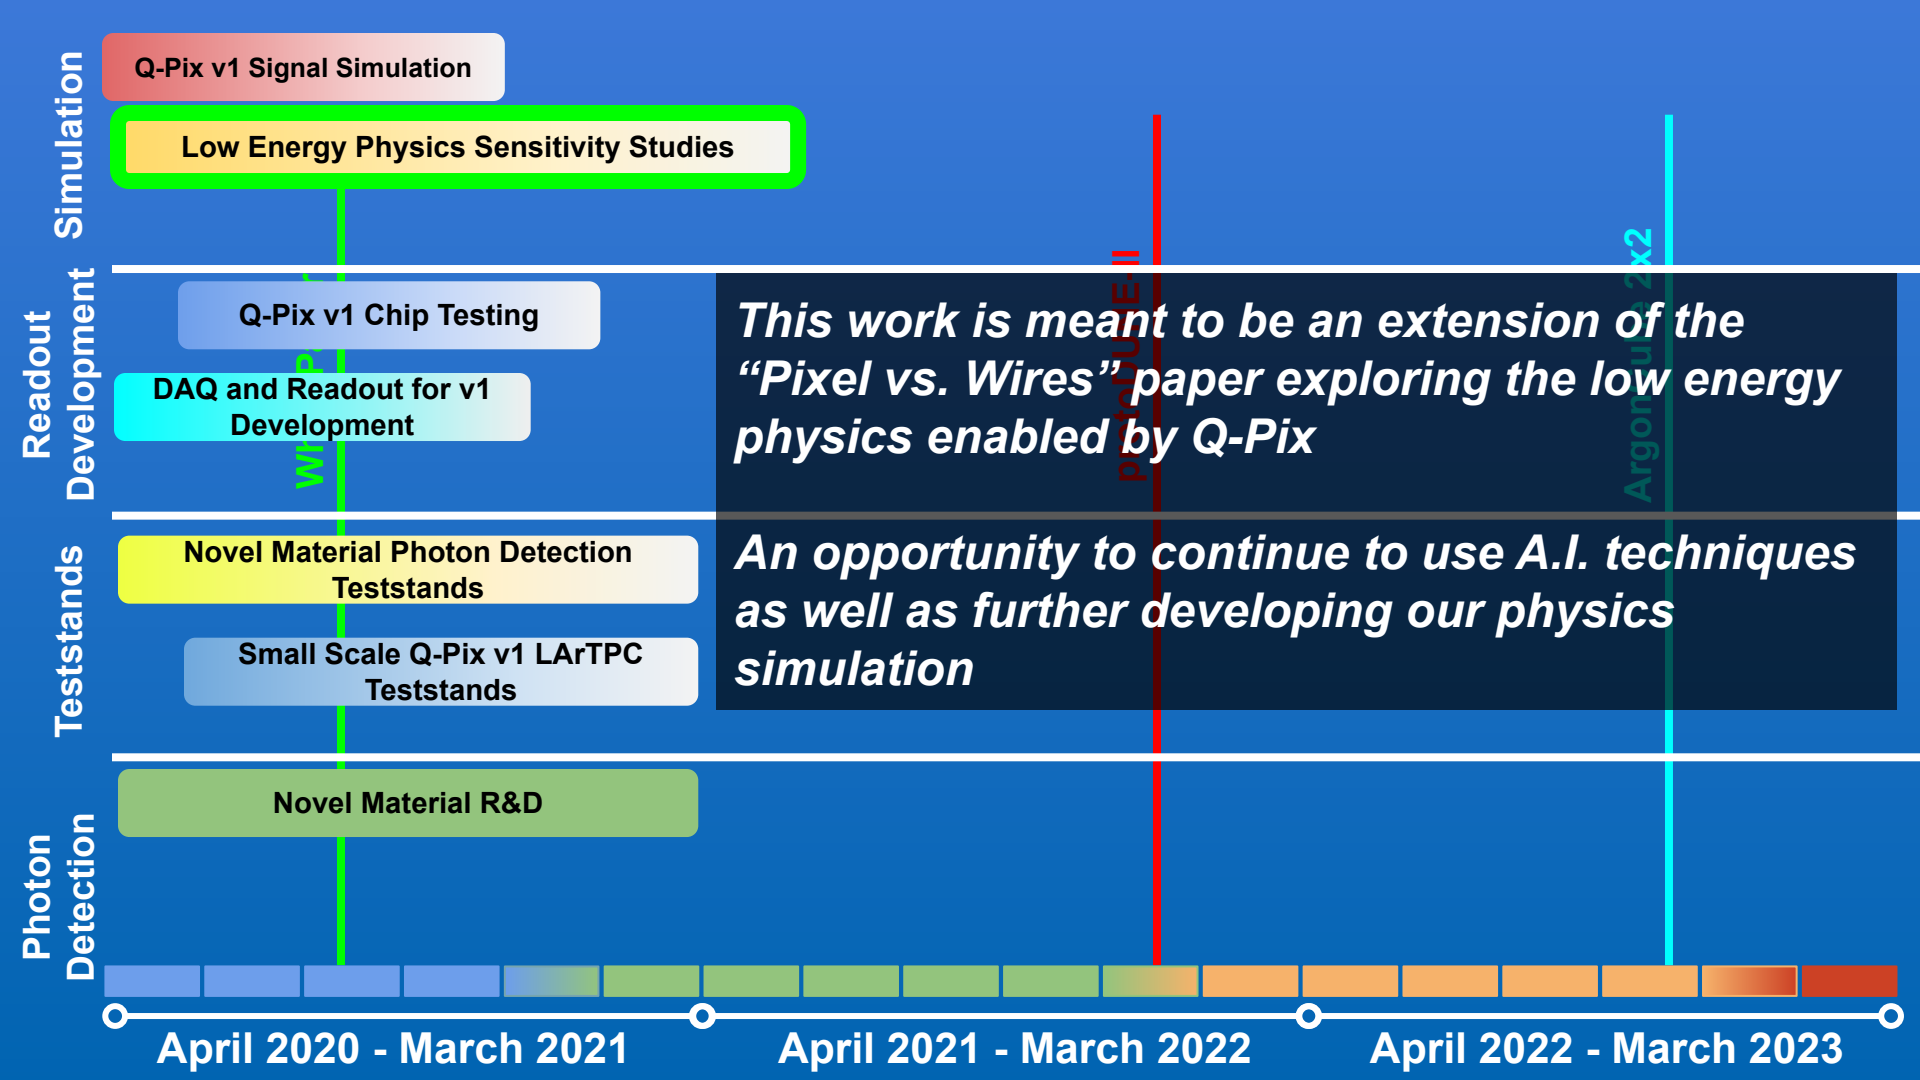 Simulation
Q-Pix v1 Signal Simulation
Low Energy Physics Sensitivity Studies
Readout
Development
Q-Pix v1 Chip Testing
DAQ and Readout for v1
Development
protoDUNE-II
2x2
This work is meant to be an extension of the
“Pixel vs. Wires” paper exploring the low energy
physics enabled by Q-Pix
An opportunity to continue to use A.I. techniques
as well as further developing our physics
simulation
Teststands
Novel Material Photon Detection
Teststands
Small Scale Q-Pix v1 LArTPC
Teststands
Photon
Detection
Novel Material R&D
April 2020 - March 2021
April 2021 - March 2022
April 2022 - March 2023